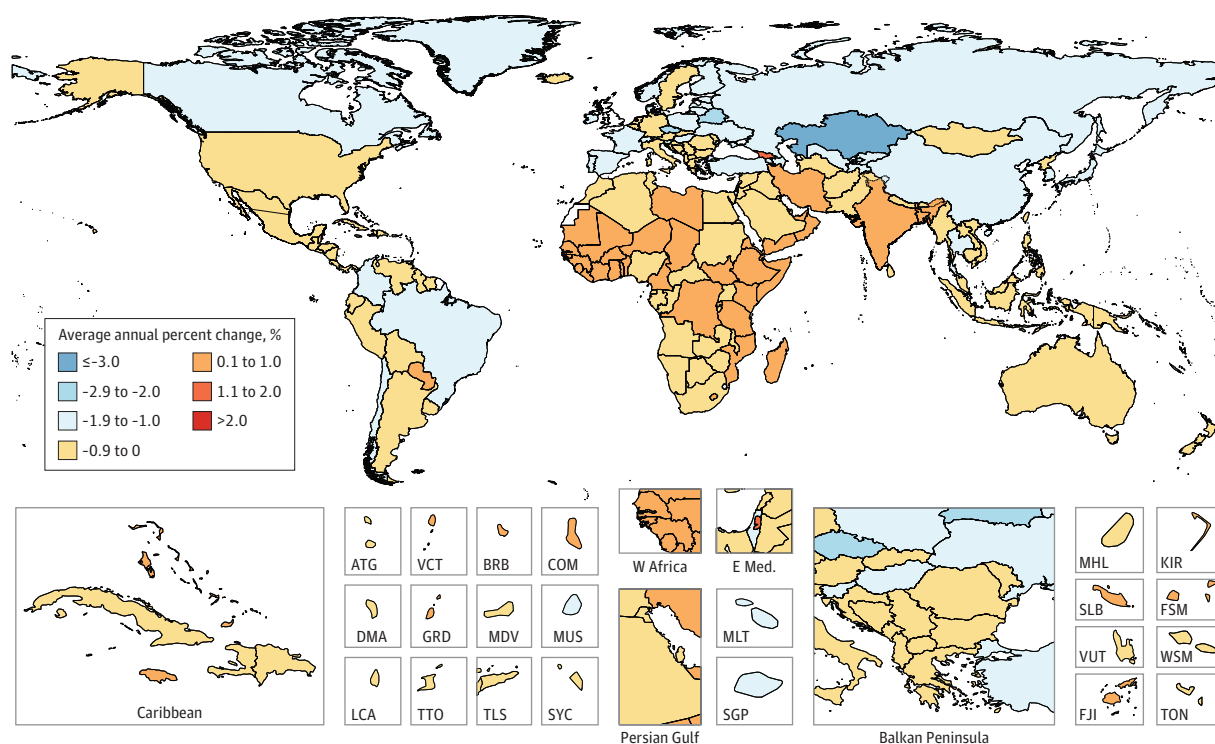 Average annual percent change, %
≤–3.0
–2.9 to –2.0
–1.9 to –1.0
–0.9 to 0
0.1 to 1.0
1.1 to 2.0
>2.0
Caribbean
ATG
VCT
BRB
COM
DMA
GRD
MDV
MUS
LCA
TTO
TLS
SYC
W Africa
E Med.
Persian Gulf
MLT
SGP
Balkan Peninsula
MHL
KIR
SLB
FSM
VUT
WSM
FJI
TON